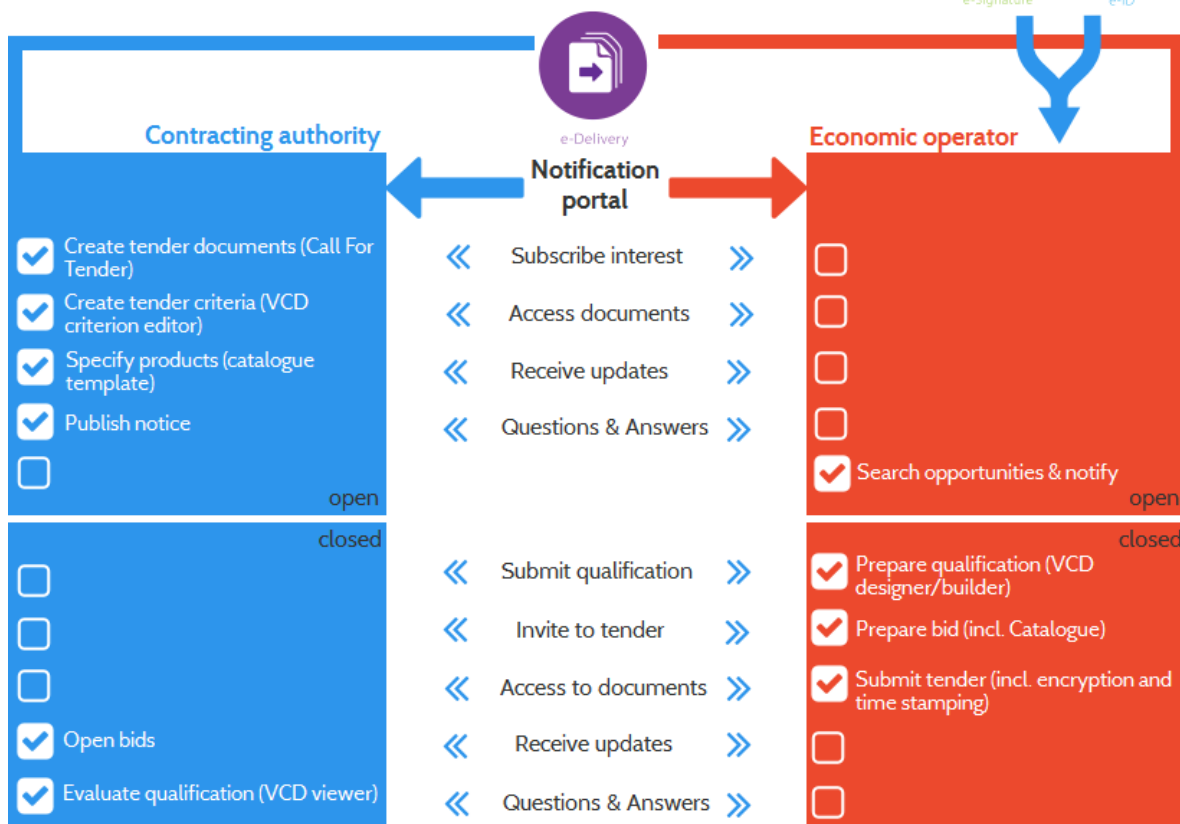 e-Signature
e-ID
Contracting authority
e-Delivery
Economic operator
Notification
portal
Create tender documents (Call For
Tender)
Subscribe interest
Create tender criteria (VCD
criterion editor)
Access documents
Specify products (catalogue
template)
Receive updates
Publish notice
Questions & Answers
Search opportunities & notify
open
open
closed
closed
Submit qualification
Prepare qualification (VCD
designer/builder)
Invite to tender
Prepare bid (incl. Catalogue)
Access to documents
Submit tender (incl. encryption and
time stamping)
Open bids
Receive updates
Evaluate qualification (VCD viewer)
Questions & Answers